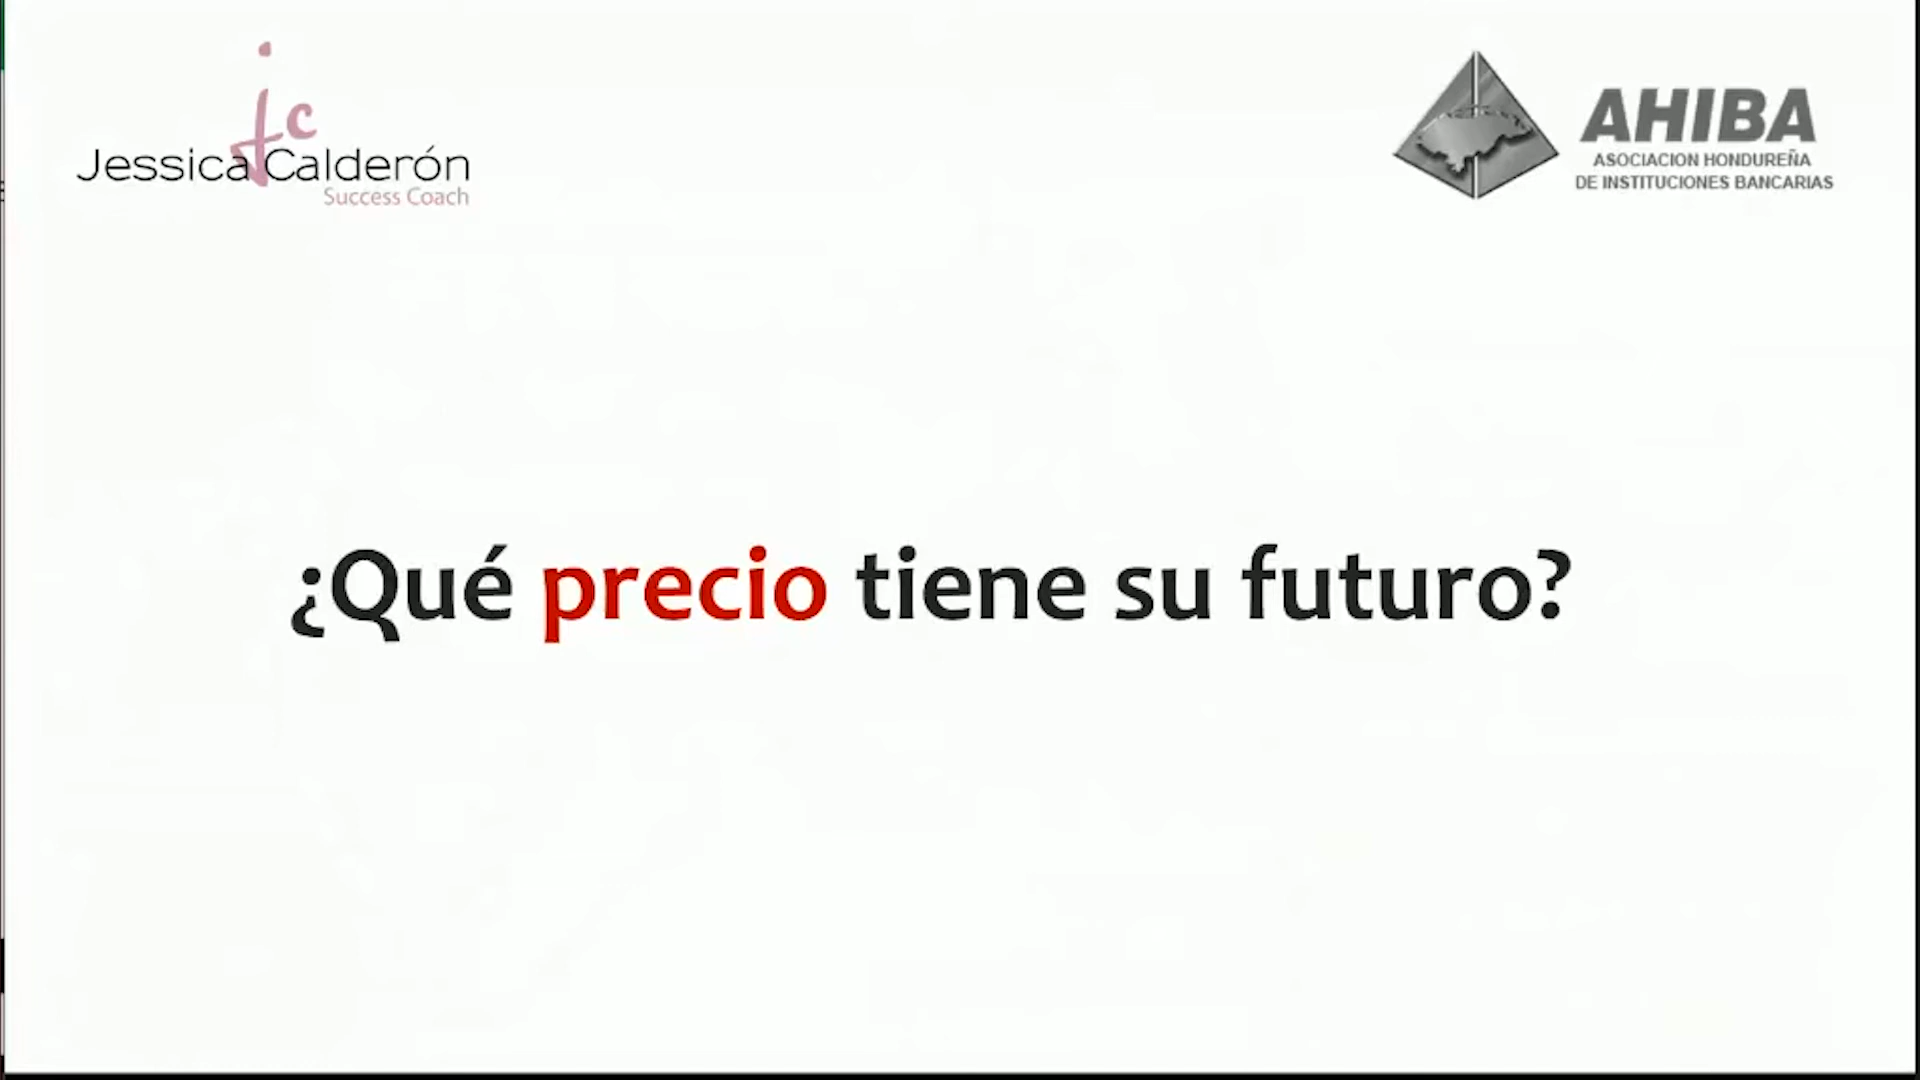 jc
Jessica Calderón
Success Coach
AHIBA
ASOCIACION HONDUREÑA
DE INSTITUCIONES BANCARIAS
¿Qué precio tiene su futuro?